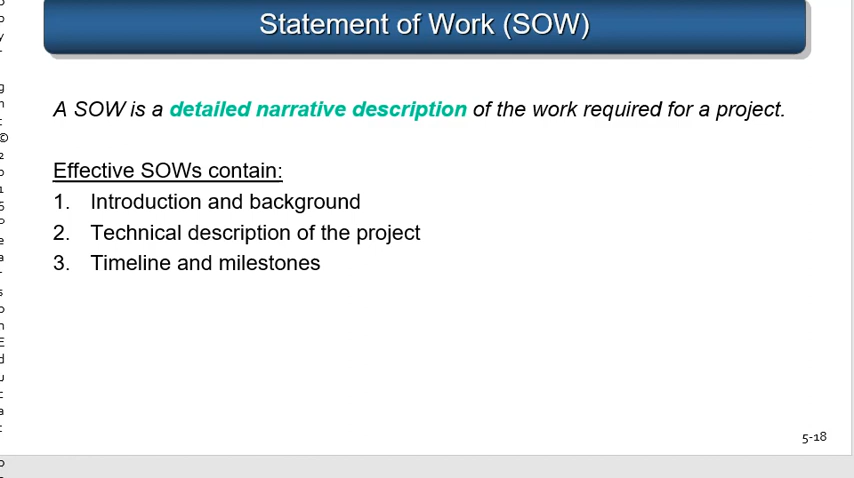 Statement of Work (SOW)
A SOW is a detailed narrative description of the work required for a project.
Effective SOWs contain:
1. Introduction and background
2. Technical description of the project
3. Timeline and milestones
5-18